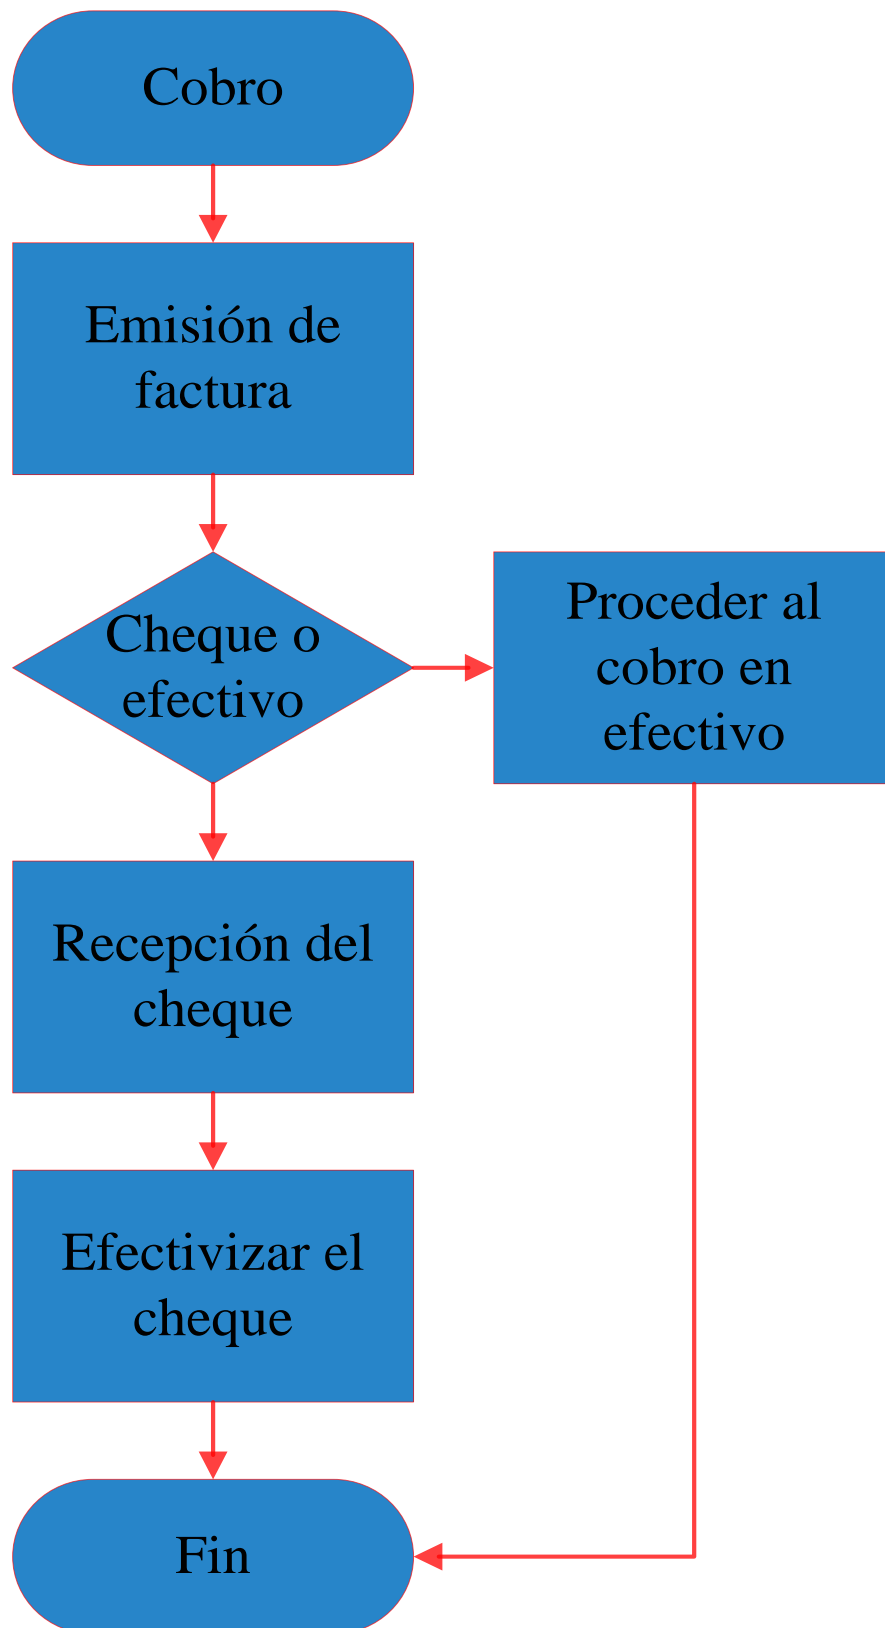 Cobro
Emisión de
factura
Cheque o
efectivo
Proceder al
cobro en
efectivo
Recepción del
cheque
Efectivizar el
cheque
Fin